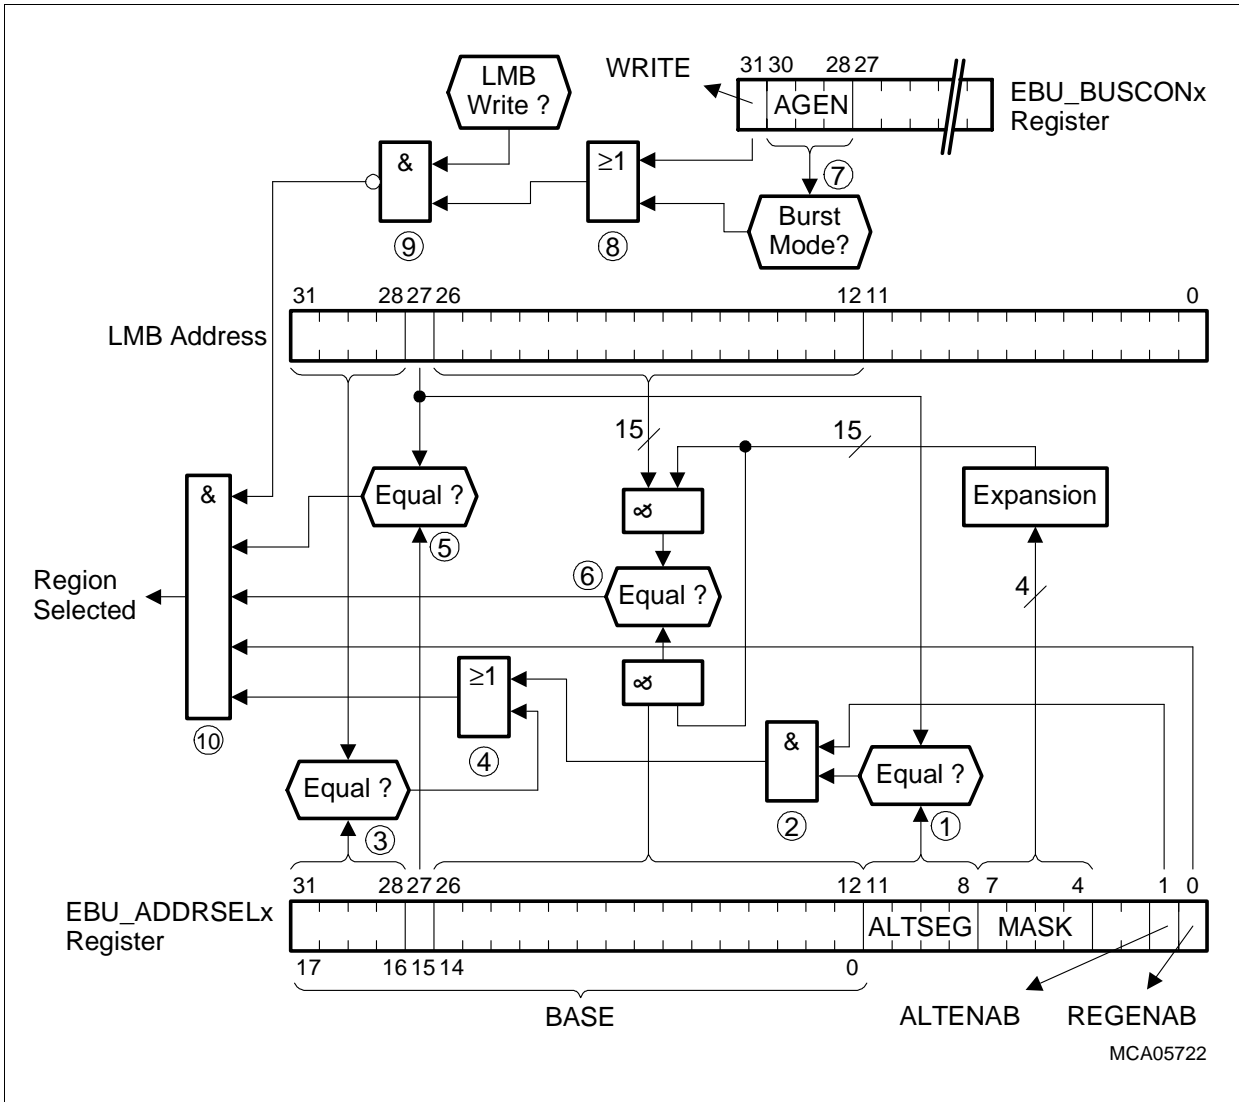 WRITE
31 30 28 27
AGEN
EBU_BUSCONx
Register
LMB
Write ?
&
≥1
⑦
Burst
Mode?
⑨
⑧
31 28 27 26 12 11 0
LMB Address
15
15
&
Equal ?
&
Expansion
⑤
⑥
Equal ?
4
Region
Selected
≥1
&
&
⑩
④
Equal ?
Equal ?
③
②
①
31 28 27 26 12 11 8 7 4 1 0
EBU_ADDRSELx
Register
ALTSEG
MASK
17 16 15 14 0
BASE
ALTENAB
REGENAB
MCA05722